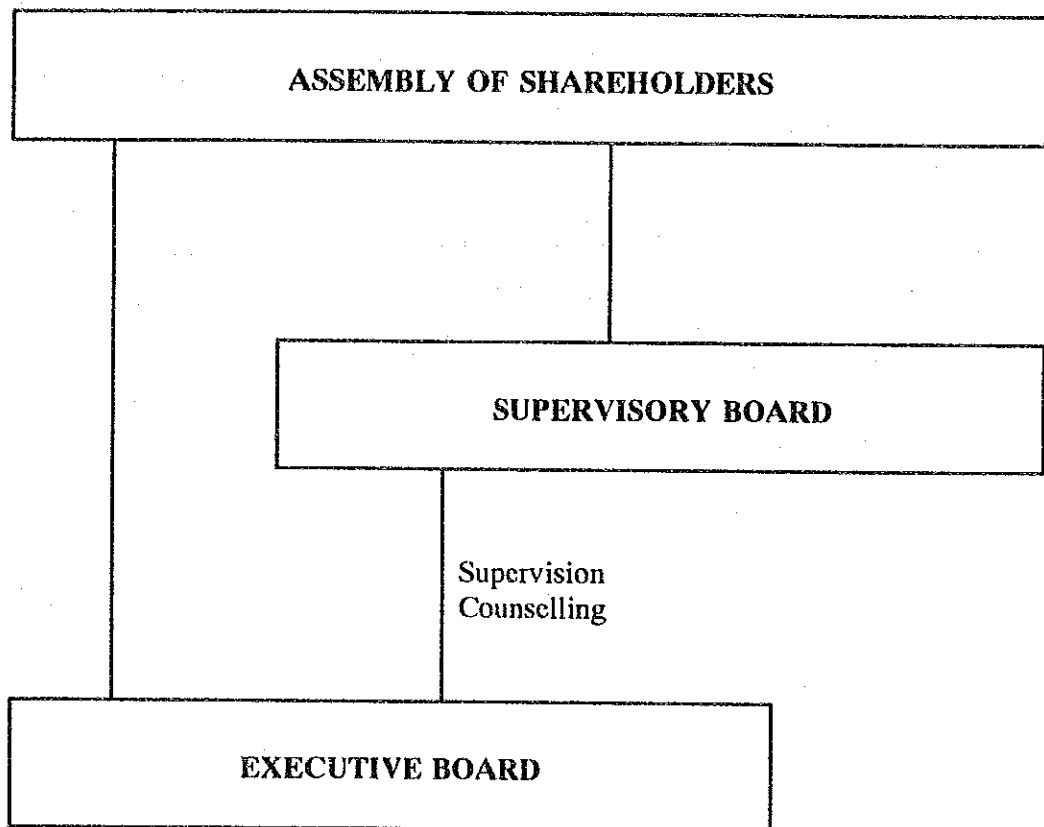 ASSEMBLY OF SHAREHOLDERS
SUPERVISORY BOARD
Supervision
Counselling
EXECUTIVE BOARD